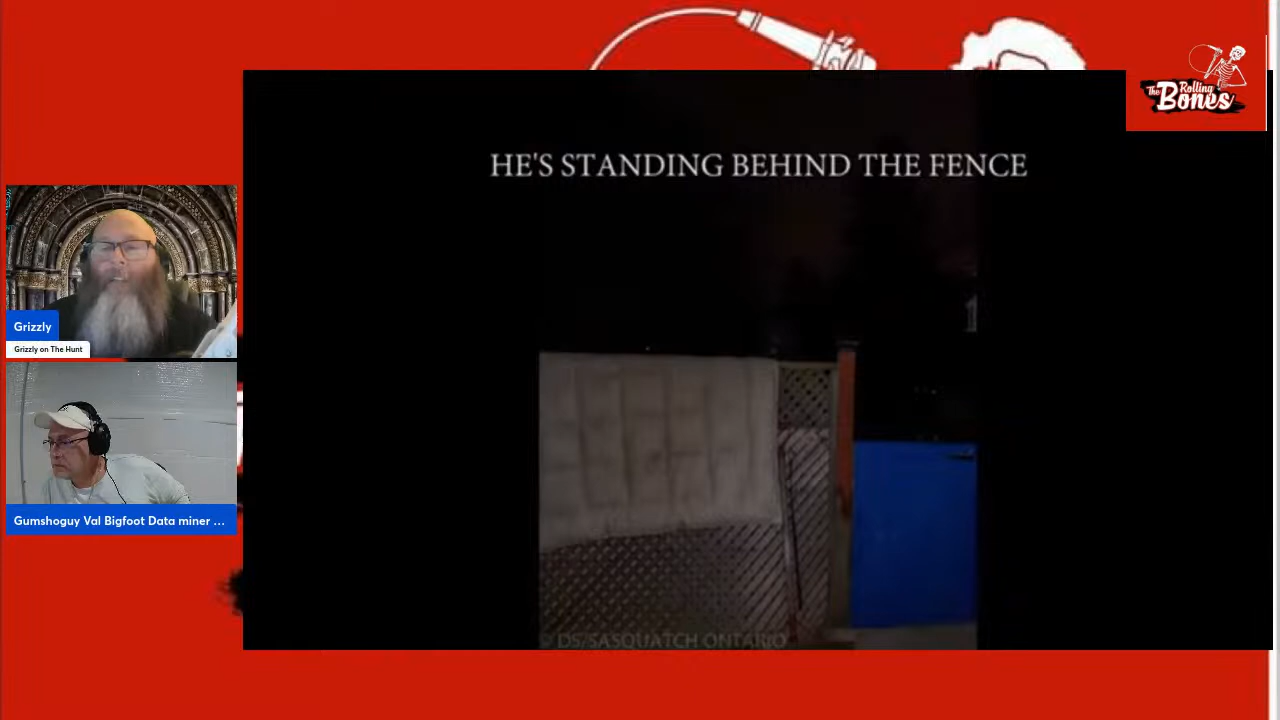 The Rolling
Bones
HE'S STANDING BEHIND THE FENCE
Grizzly
Grizzly on The Hunt
Gumshoguy Val Bigfoot Data miner ...
© DS/SASQUATCH ONTARIO